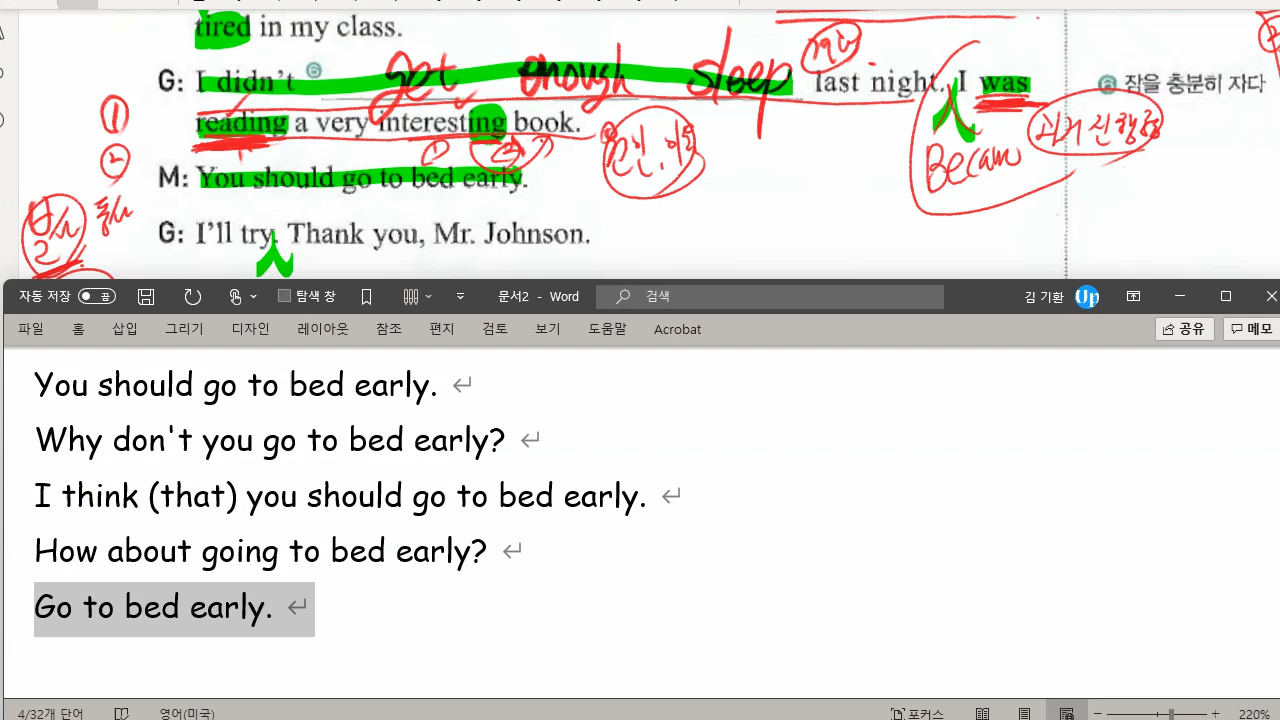 tired in my class.
G: I didn't get enough sleep last night. I was
⑥ 잠을 충분히 자다
reading a very interesting book.
①
②
과거진행형
M: You should go to bed early.
동사
G: I'll try. Thank you, Mr. Johnson.
자동 저장 끔 탐색 창 문서2 - Word 검색 김 기환
파일 홈 삽입 그리기 디자인 레이아웃 참조 편지 검토 보기 도움말 Acrobat 공유 메모
You should go to bed early.
Why don't you go to bed early?
I think (that) you should go to bed early.
How about going to bed early?
Go to bed early.
4/32개 단어 영어(미국) 포커스 220%